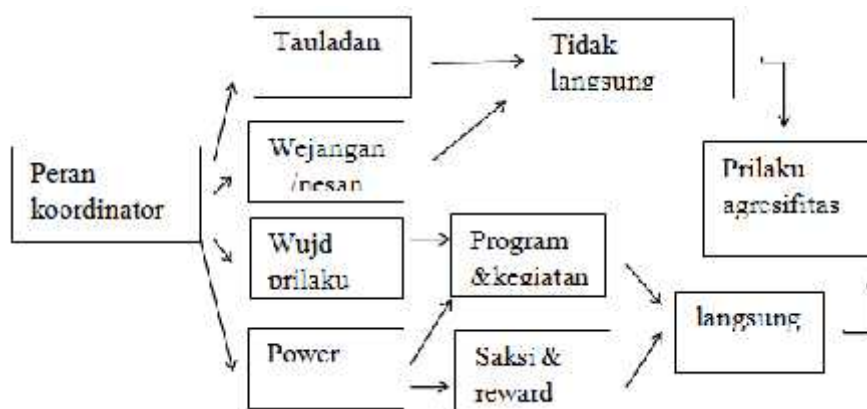 Tauladan
Tidak
langsung
Wejangan
/pesan
Peran
koordinator
Prilaku
agresifitas
Wujd
prilaku
Program
&kegiatan
langsung
Power
Saksi &
reward